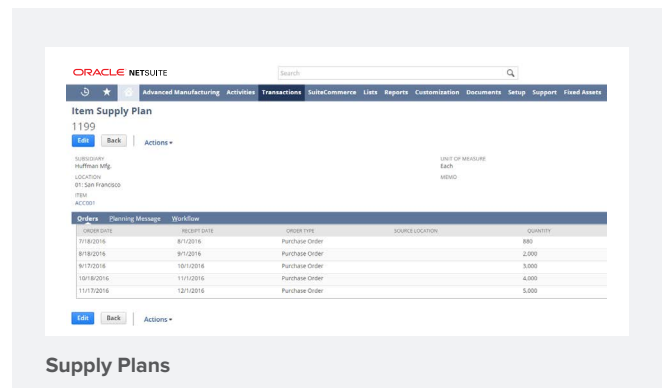 ORACLE NETSUITE Search
Advanced Manufacturing Activities Transactions SuiteCommerce Lists Reports Customization Documents Setup Support Fixed Assets
Item Supply Plan
1199
Edit Back Actions
SUBSIDIARY UNIT OF MEASURE
Huffman Mfg. Each
LOCATION MEMO
01: San Francisco
ITEM
ACC001
Orders Planning Message Workflow
ORDER DATE RECEIPT DATE ORDER TYPE SOURCE LOCATION QUANTITY
7/18/2016 8/1/2016 Purchase Order 880
8/18/2016 9/1/2016 Purchase Order 2,000
9/17/2016 10/1/2016 Purchase Order 3,000
10/18/2016 11/1/2016 Purchase Order 4,000
11/17/2016 12/1/2016 Purchase Order 5,000
Edit Back Actions
Supply Plans